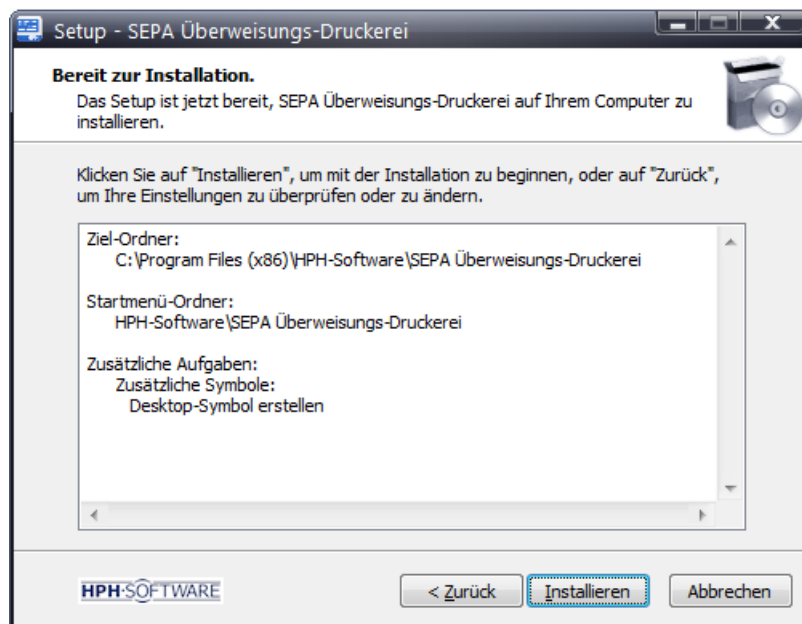 Setup - SEPA Überweisungs-Druckerei
Bereit zur Installation.
Das Setup ist jetzt bereit, SEPA Überweisungs-Druckerei auf Ihrem Computer zu
installieren.
Klicken Sie auf "Installieren", um mit der Installation zu beginnen, oder auf "Zurück",
um Ihre Einstellungen zu überprüfen oder zu ändern.
Ziel-Ordner:
C:\Program Files (x86)\HPH-Software\SEPA Überweisungs-Druckerei
Startmenü-Ordner:
HPH-Software\SEPA Überweisungs-Druckerei
Zusätzliche Aufgaben:
Zusätzliche Symbole:
Desktop-Symbol erstellen
HPH·SOFTWARE
< Zurück
Installieren
Abbrechen